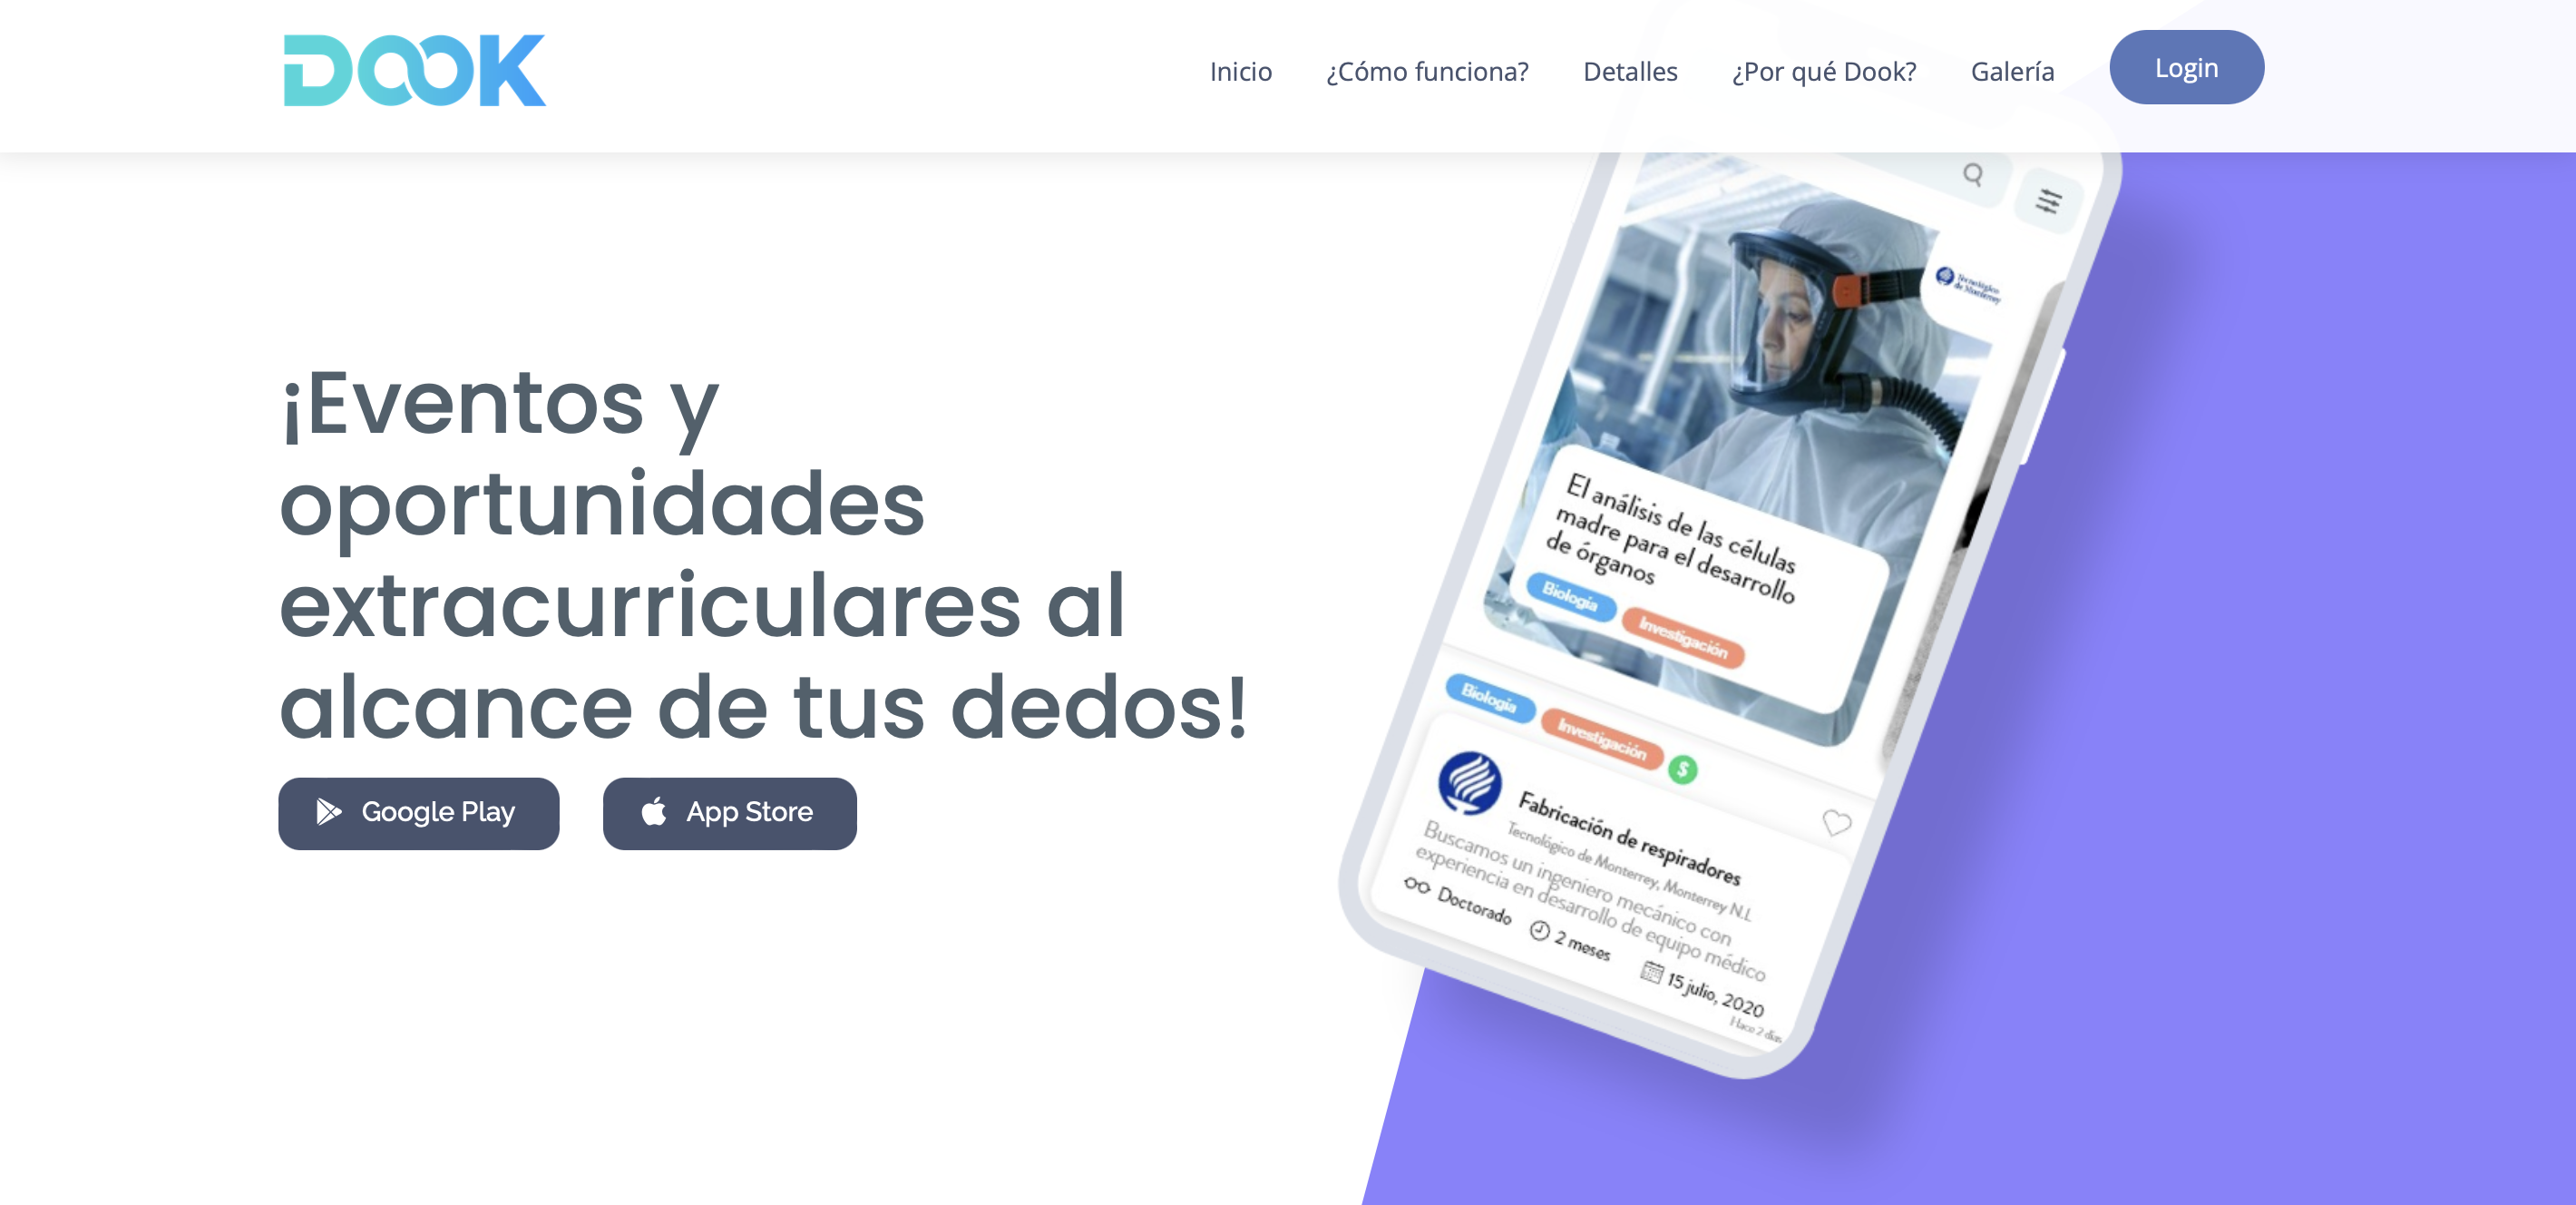 DOOK
Inicio
¿Cómo funciona?
Detalles
¿Por qué Dook?
Galería
Login
¡Eventos y
oportunidades
extracurriculares al
alcance de tus dedos!
Google Play
App Store
Tecnológico
de Monterrey
El análisis de las células
madre para el desarrollo
de órganos
Biología
Investigación
Biología
Investigación
$
Fabricación de respiradores
Tecnológico de Monterrey, Monterrey N.L
Buscamos un ingeniero mecánico con
experiencia en desarrollo de equipo médico
Doctorado
2 meses
15 julio, 2020
Hace 2 días